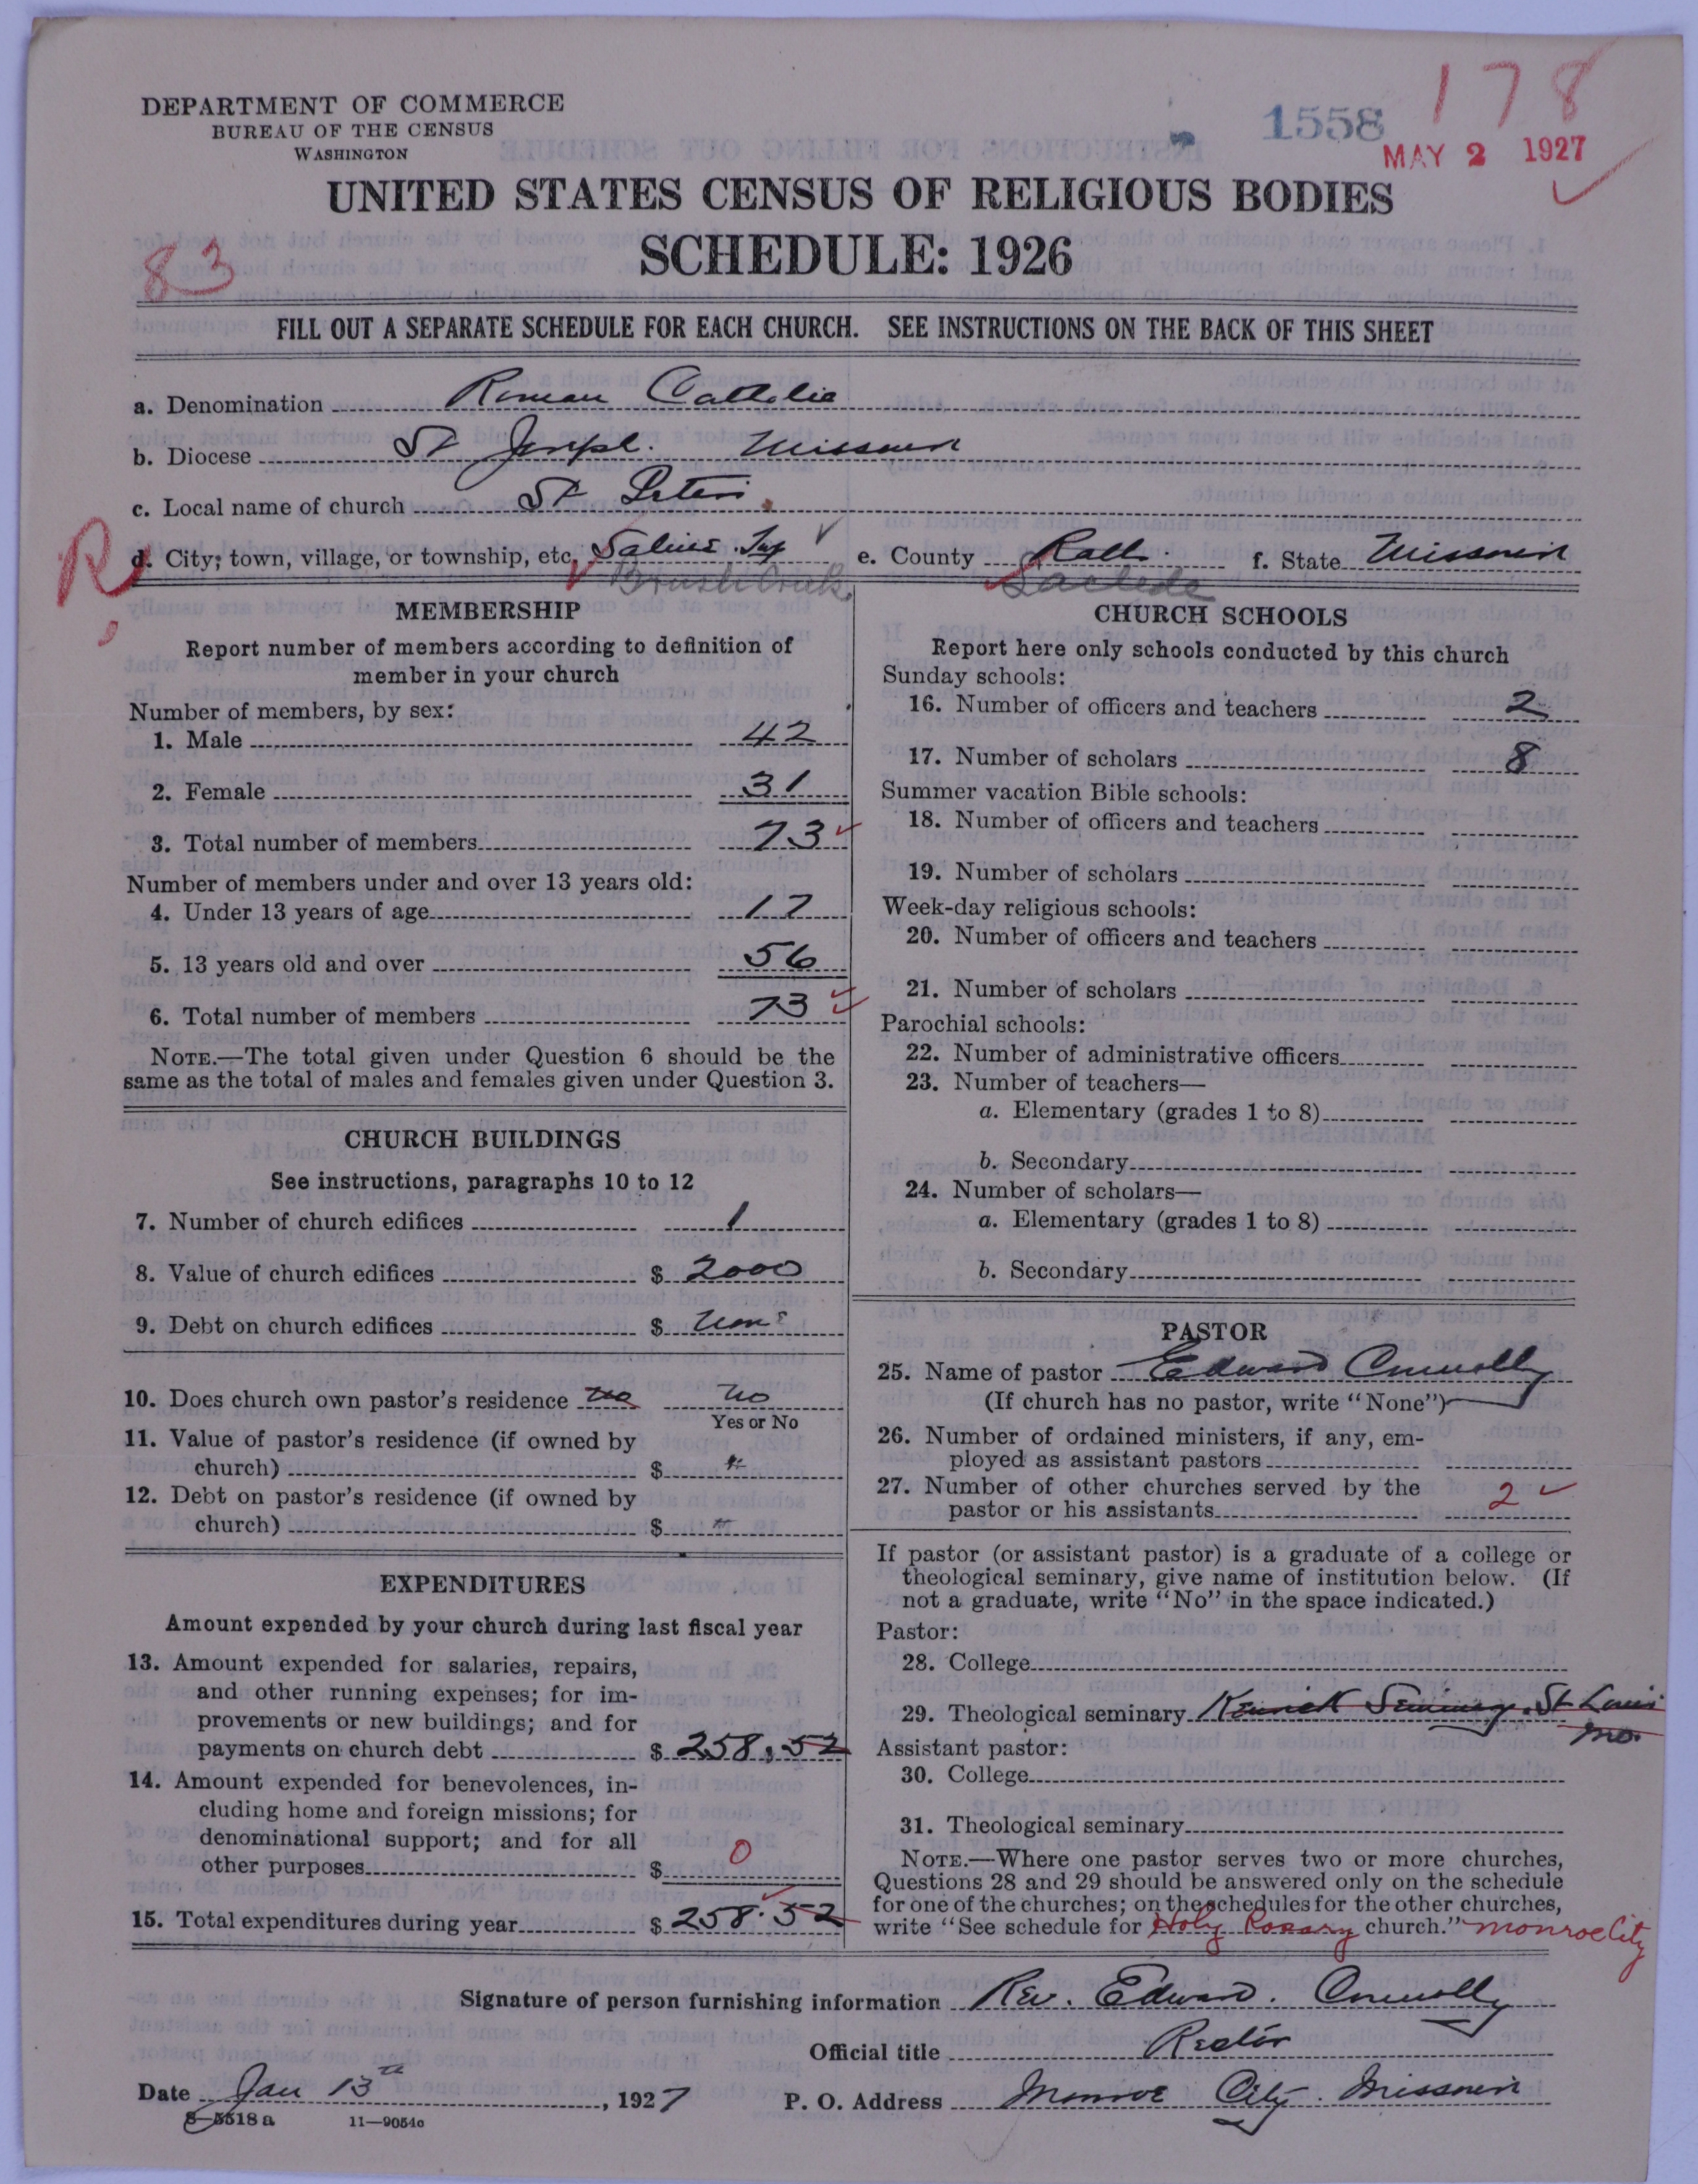 178
1558
MAY 2 1927
DEPARTMENT OF COMMERCE
BUREAU OF THE CENSUS
WASHINGTON
UNITED STATES CENSUS OF RELIGIOUS BODIES
SCHEDULE: 1926
83
FILL OUT A SEPARATE SCHEDULE FOR EACH CHURCH. SEE INSTRUCTIONS ON THE BACK OF THIS SHEET
a. Denomination Roman Catholic
b. Diocese St Joseph. Missouri
c. Local name of church St Peters
R
d. City, town, village, or township, etc. Saline Twp e. County Ralls f. State Missouri
Brush Creek Laclede
MEMBERSHIP
Report number of members according to definition of
member in your church
Number of members, by sex:
1. Male 42
2. Female 31
3. Total number of members 73
Number of members under and over 13 years old:
4. Under 13 years of age 17
5. 13 years old and over 56
6. Total number of members 73
NOTE.—The total given under Question 6 should be the
same as the total of males and females given under Question 3.
CHURCH BUILDINGS
See instructions, paragraphs 10 to 12
7. Number of church edifices 1
8. Value of church edifices $ 2000
9. Debt on church edifices $ None
10. Does church own pastor's residence no no
Yes or No
11. Value of pastor's residence (if owned by
church) $
12. Debt on pastor's residence (if owned by
church) $
EXPENDITURES
Amount expended by your church during last fiscal year
13. Amount expended for salaries, repairs,
and other running expenses; for im-
provements or new buildings; and for
payments on church debt $ 258.52
14. Amount expended for benevolences, in-
cluding home and foreign missions; for
denominational support; and for all
other purposes $ 0
15. Total expenditures during year $ 258.52
CHURCH SCHOOLS
Report here only schools conducted by this church
Sunday schools:
16. Number of officers and teachers 2
17. Number of scholars 8
Summer vacation Bible schools:
18. Number of officers and teachers
19. Number of scholars
Week-day religious schools:
20. Number of officers and teachers
21. Number of scholars
Parochial schools:
22. Number of administrative officers
23. Number of teachers—
a. Elementary (grades 1 to 8)
b. Secondary
24. Number of scholars—
a. Elementary (grades 1 to 8)
b. Secondary
PASTOR
25. Name of pastor Edward Connolly
(If church has no pastor, write "None")
26. Number of ordained ministers, if any, em-
ployed as assistant pastors
27. Number of other churches served by the
pastor or his assistants 2
If pastor (or assistant pastor) is a graduate of a college or
theological seminary, give name of institution below. (If
not a graduate, write "No" in the space indicated.)
Pastor:
28. College
29. Theological seminary Kenrick Seminary. St Louis
Mo.
Assistant pastor:
30. College
31. Theological seminary
NOTE.—Where one pastor serves two or more churches,
Questions 28 and 29 should be answered only on the schedule
for one of the churches; on the schedules for the other churches,
write "See schedule for Holy Rosary church." Monroe City
Signature of person furnishing information Rev. Edward. Connolly
Official title Rector
Date Jan 13th, 1927 P. O. Address Monroe City. Missouri
8-5518 a 11—9054c